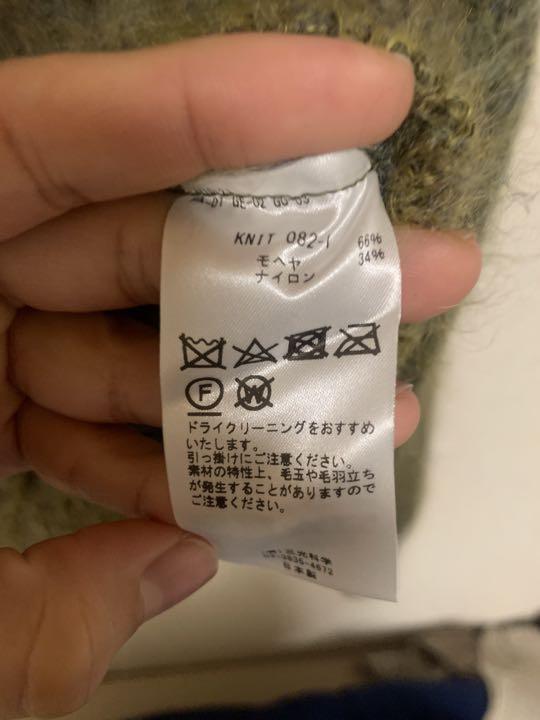 KNIT 082-1
モヘヤ 66%
ナイロン 34%
F W
ドライクリーニングをおすすめ
いたします。
引っ掛けにご注意ください。
素材の特性上、毛玉や毛羽立ち
が発生することがありますので
ご注意ください。
日本製